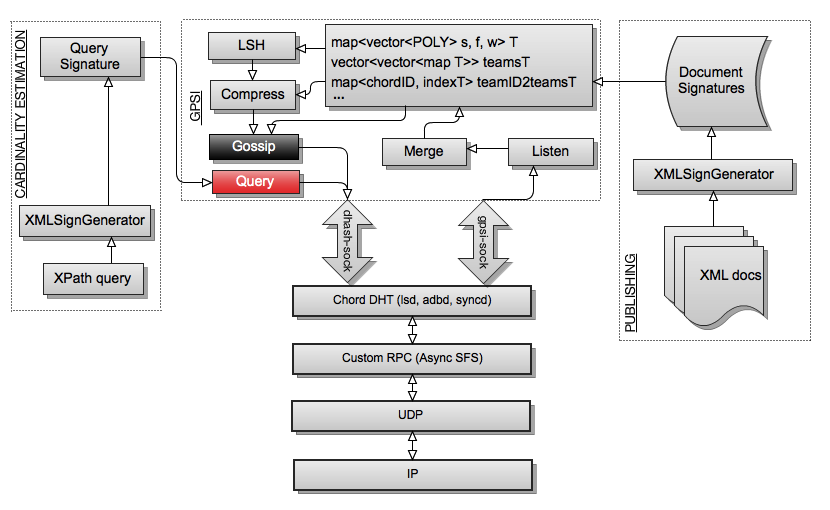 CARDINALITY ESTIMATION
Query
Signature
XMLSignGenerator
XPath query
GPSI
LSH
Compress
Gossip
Query
map<vector<POLY> s, f, w> T
vector<vector<map T>> teamsT
map<chordID, indexT> teamID2teamsT
...
Merge
Listen
dhash-sock
gpsi-sock
Chord DHT (lsd, adbd, syncd)
Custom RPC (Async SFS)
UDP
IP
PUBLISHING
Document
Signatures
XMLSignGenerator
XML docs